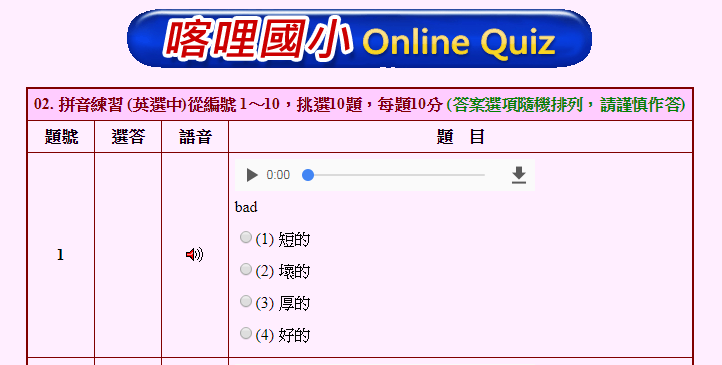 喀哩國小 Online Quiz
02. 拼音練習 (英選中)從編號 1～10，挑選10題，每題10分 (答案選項隨機排列，請謹慎作答)
題號 選答 語音 題 目
0:00
bad
1
(1) 短的
(2) 壞的
(3) 厚的
(4) 好的